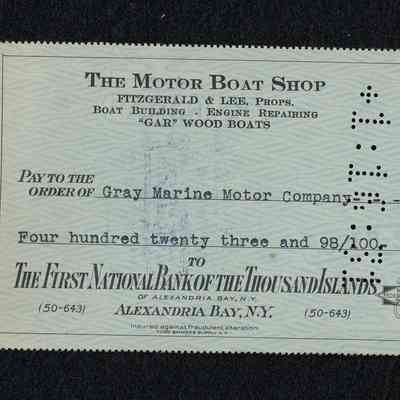 THE MOTOR BOAT SHOP
FITZGERALD & LEE, PROPS.
BOAT BUILDING - ENGINE REPAIRING
"GAR" WOOD BOATS
PAY TO THE
ORDER OF Gray Marine Motor Company- -, -
Four hundred twenty three and 98/100-
TO
THE FIRST NATIONAL BANK OF THE THOUSAND ISLANDS
OF ALEXANDRIA BAY, N.Y.
(50-643) ALEXANDRIA BAY, N.Y. (50-643)
Insured against fraudulent alteration